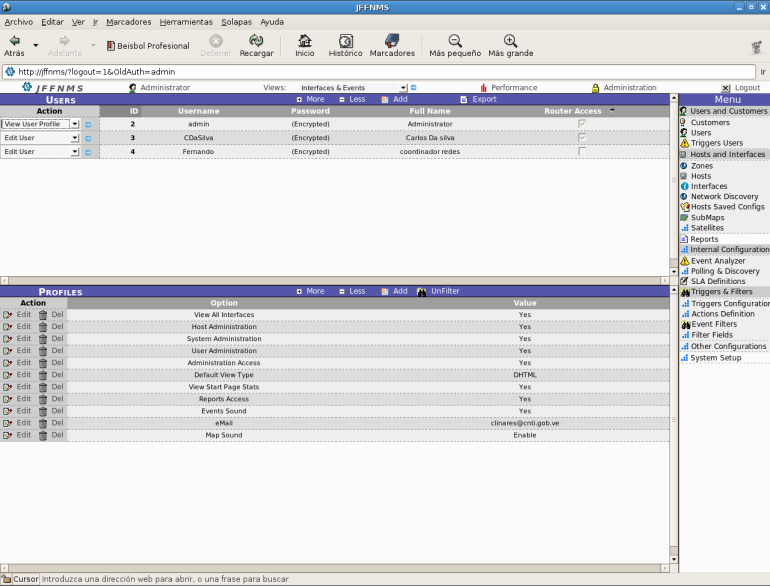 JFFNMS
Archivo Editar Ver Ir Marcadores Herramientas Solapas Ayuda
Atrás Adelante Beisbol Profesional Detener Recargar Inicio Histórico Marcadores Más pequeño Más grande
http://jffnms/?logout=1&OldAuth=admin Ir
JFFNMS Administrator Views: Interfaces & Events Performance Administration Logout
Users More Less Add Export
Action ID Username Password Full Name Router Access
View User Profile 2 admin (Encrypted) Administrator
Edit User 3 CDaSilva (Encrypted) Carlos Da silva
Edit User 4 Fernando (Encrypted) coordinador redes
Profiles More Less Add UnFilter
Action Option Value
Edit Del View All Interfaces Yes
Edit Del Host Administration Yes
Edit Del System Administration Yes
Edit Del User Administration Yes
Edit Del Administration Access Yes
Edit Del Default View Type DHTML
Edit Del View Start Page Stats Yes
Edit Del Reports Access Yes
Edit Del Events Sound Yes
Edit Del eMail clinares@cnti.gob.ve
Edit Del Map Sound Enable
Menu
Users and Customers
Customers
Users
Triggers Users
Hosts and Interfaces
Zones
Hosts
Interfaces
Network Discovery
Hosts Saved Configs
SubMaps
Satellites
Reports
Internal Configuration
Event Analyzer
Polling & Discovery
SLA Definitions
Triggers & Filters
Triggers Configuration
Actions Definition
Event Filters
Filter Fields
Other Configurations
System Setup
Cursor Introduzca una dirección web para abrir, o una frase para buscar